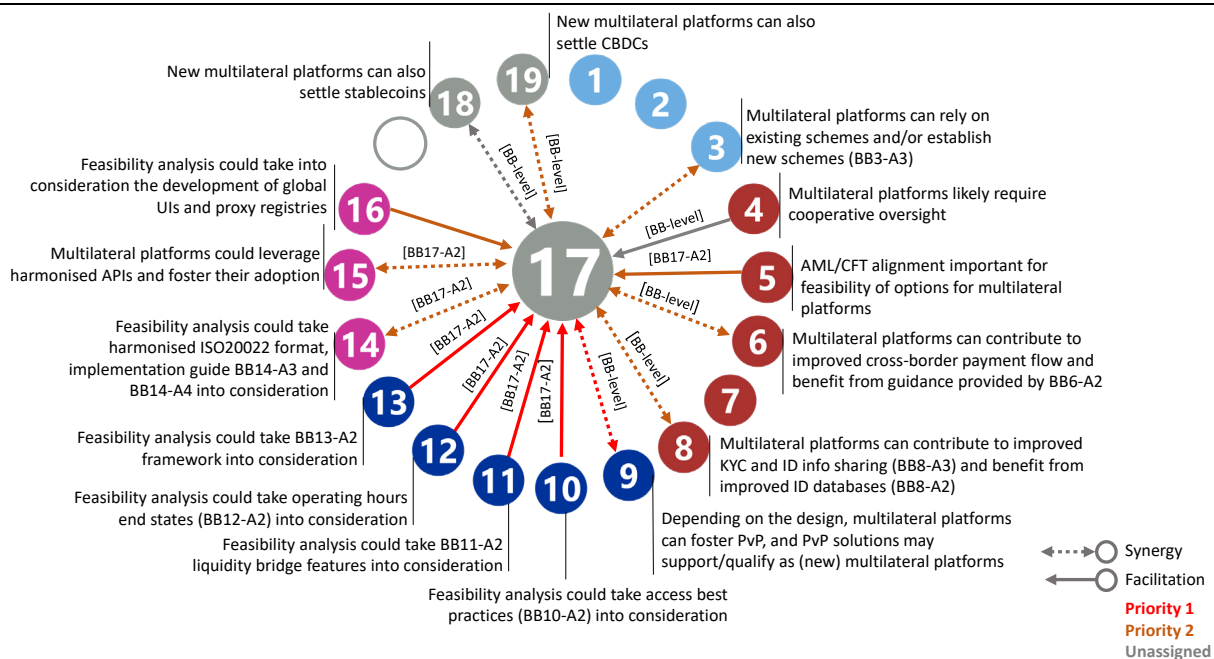 New multilateral platforms can also
settle CBDCs
New multilateral platforms can also
settle stablecoins
19
1
18
2
3
Multilateral platforms can rely on
existing schemes and/or establish
new schemes (BB3-A3)
[BB-level]
[BB-level]
Feasibility analysis could take into
consideration the development of global
UIs and proxy registries
16
4
Multilateral platforms likely require
cooperative oversight
[BB-level]
17
Multilateral platforms could leverage
harmonised APIs and foster their adoption
15
[BB17-A2]
[BB17-A2]
5
AML/CFT alignment important for
feasibility of options for multilateral
platforms
[BB17-A2]
[BB-level]
Feasibility analysis could take
harmonised ISO20022 format,
implementation guide BB14-A3 and
BB14-A4 into consideration
14
6
Multilateral platforms can contribute to
improved cross-border payment flow and
benefit from guidance provided by BB6-A2
[BB17-A2]
[BB17-A2]
[BB17-A2]
[BB17-A2]
[BB-level]
[BB-level]
13
7
Feasibility analysis could take BB13-A2
framework into consideration
12
8
Multilateral platforms can contribute to improved
KYC and ID info sharing (BB8-A3) and benefit from
improved ID databases (BB8-A2)
Feasibility analysis could take operating hours
end states (BB12-A2) into consideration
11
10
9
Feasibility analysis could take BB11-A2
liquidity bridge features into consideration
Depending on the design, multilateral platforms
can foster PvP, and PvP solutions may
support/qualify as (new) multilateral platforms
Feasibility analysis could take access best
practices (BB10-A2) into consideration
Synergy
Facilitation
Priority 1
Priority 2
Unassigned